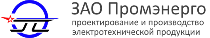 ЗАО Промэнерго
проектирование и производство
электротехнической продукции